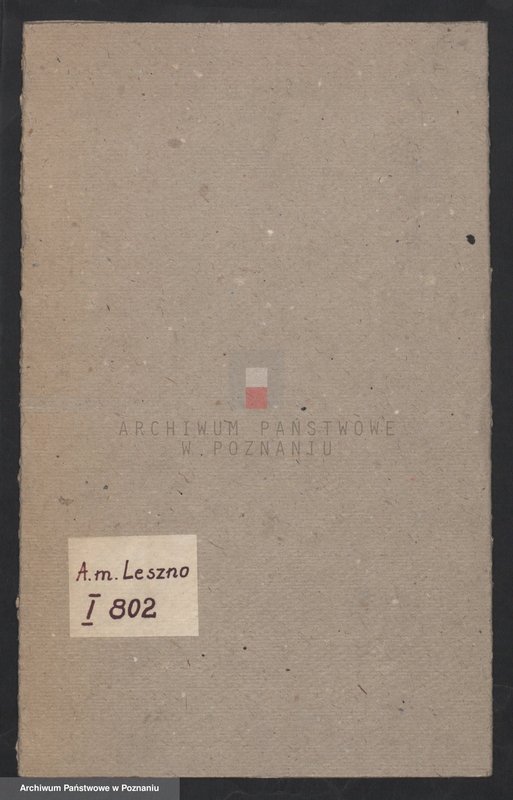 ARCHIWUM PAŃSTWOWE
W POZNANIU
A.m. Leszno
I 802
Archiwum Państwowe w Poznaniu